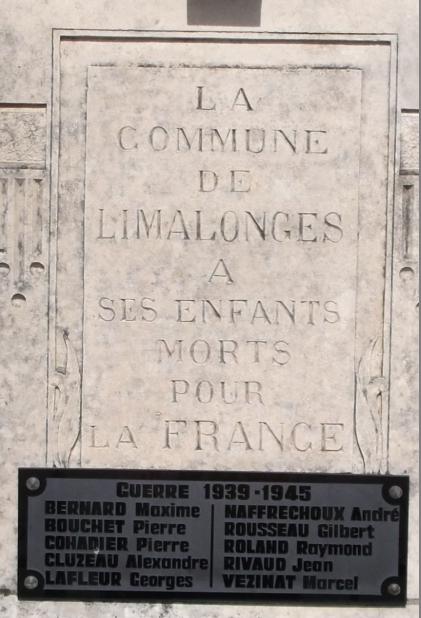 LA
COMMUNE
DE
LIMALONGES
A
SES ENFANTS
MORTS
POUR
LA FRANCE
GUERRE 1939-1945
BERNARD Maxime
BOUCHET Pierre
COHADIER Pierre
CLUZEAU Alexandre
LAFLEUR Georges
NAFFRECHOUX André
ROUSSEAU Gilbert
ROLAND Raymond
RIVAUD Jean
VEZINAT Marcel